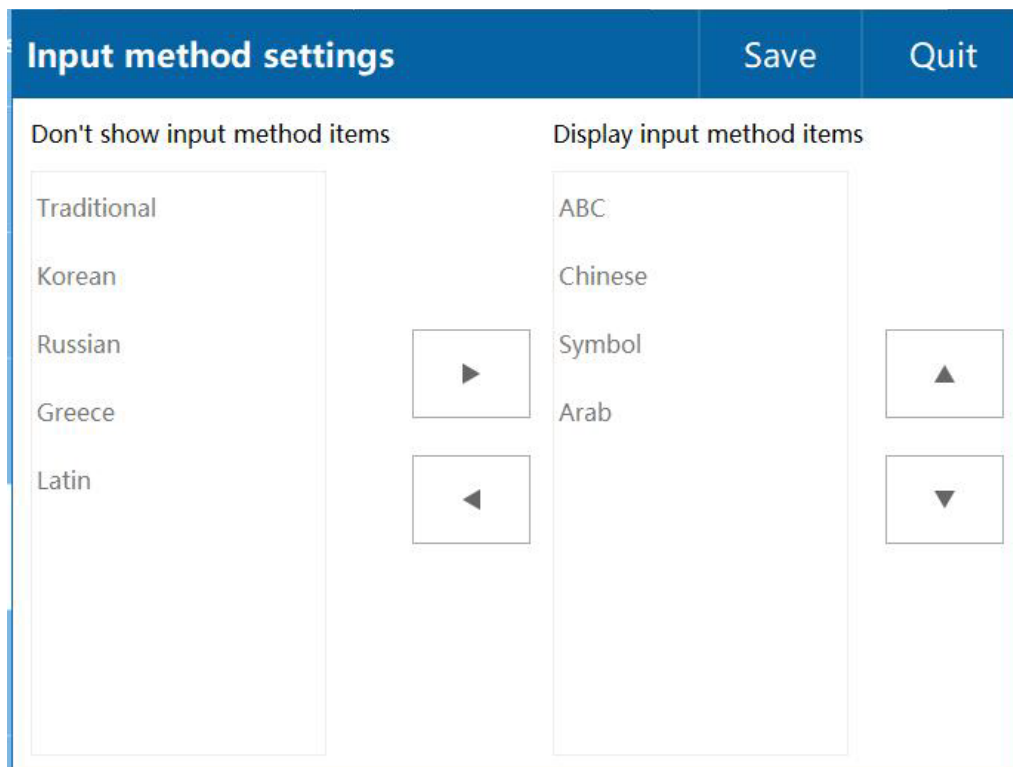 Input method settings Save Quit
Don't show input method items Display input method items
Traditional ABC
Korean Chinese
Russian Symbol
Greece Arab
Latin